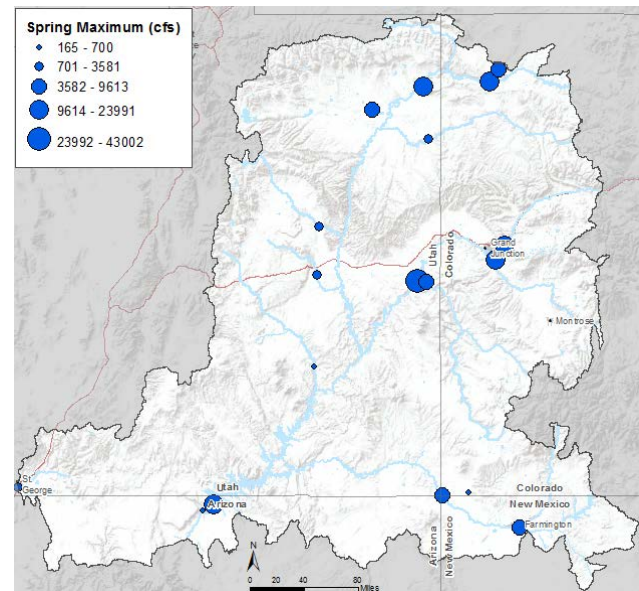 Spring Maximum (cfs)
165 - 700
701 - 3581
3582 - 9613
9614 - 23991
23992 - 43002
Utah
Colorado
Grand
Junction
Montrose
St.
George
Utah
Arizona
Colorado
New Mexico
Arizona
New Mexico
Farmington
N
0 20 40 80
Miles